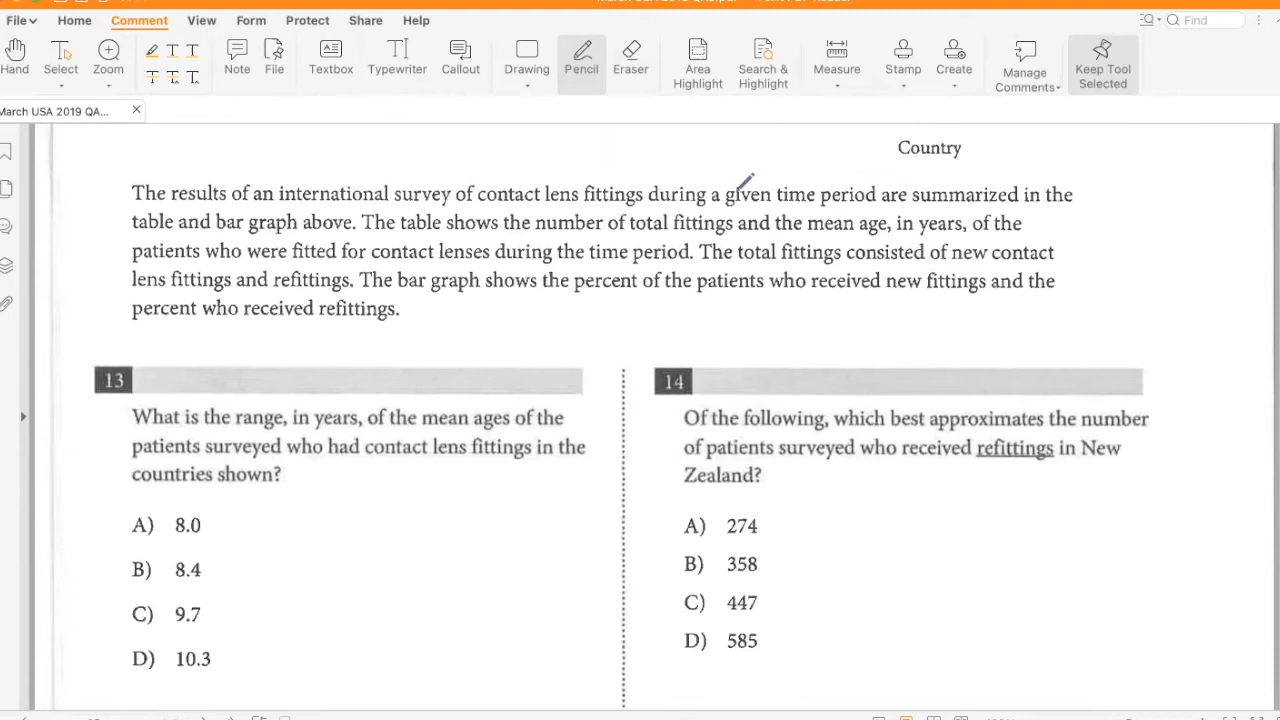 File Home Comment View Form Protect Share Help Find
Hand Select Zoom Note File Textbox Typewriter Callout Drawing Pencil Eraser Area Highlight Search & Highlight Measure Stamp Create Manage Comments Keep Tool Selected
March USA 2019 QA...
Country
The results of an international survey of contact lens fittings during a given time period are summarized in the
table and bar graph above. The table shows the number of total fittings and the mean age, in years, of the
patients who were fitted for contact lenses during the time period. The total fittings consisted of new contact
lens fittings and refittings. The bar graph shows the percent of the patients who received new fittings and the
percent who received refittings.
13
What is the range, in years, of the mean ages of the
patients surveyed who had contact lens fittings in the
countries shown?
A) 8.0
B) 8.4
C) 9.7
D) 10.3
14
Of the following, which best approximates the number
of patients surveyed who received refittings in New
Zealand?
A) 274
B) 358
C) 447
D) 585